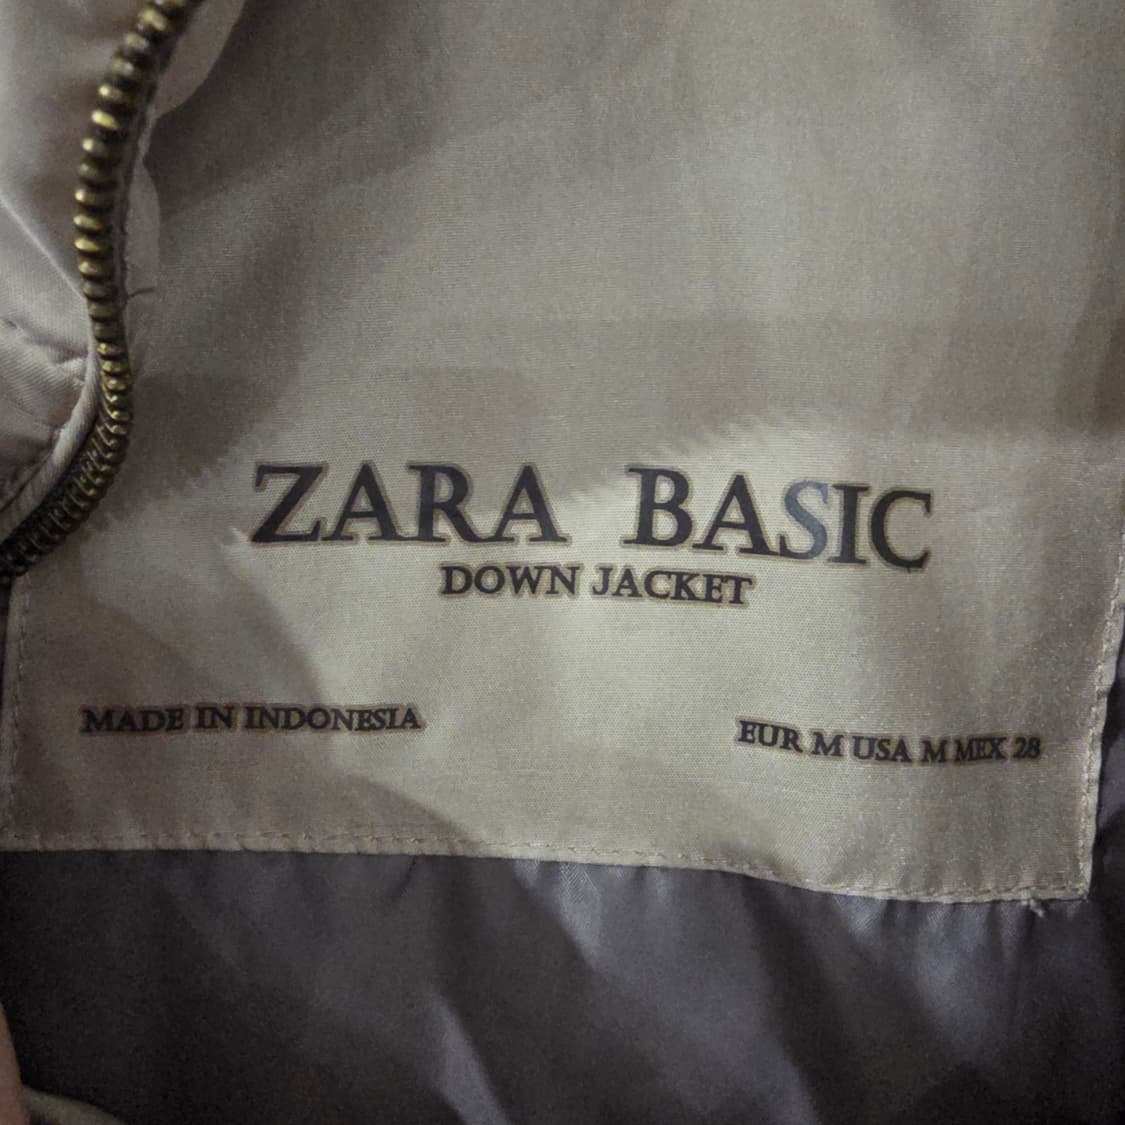 ZARA BASIC
DOWN JACKET
MADE IN INDONESIA
EUR M USA M MEX 28